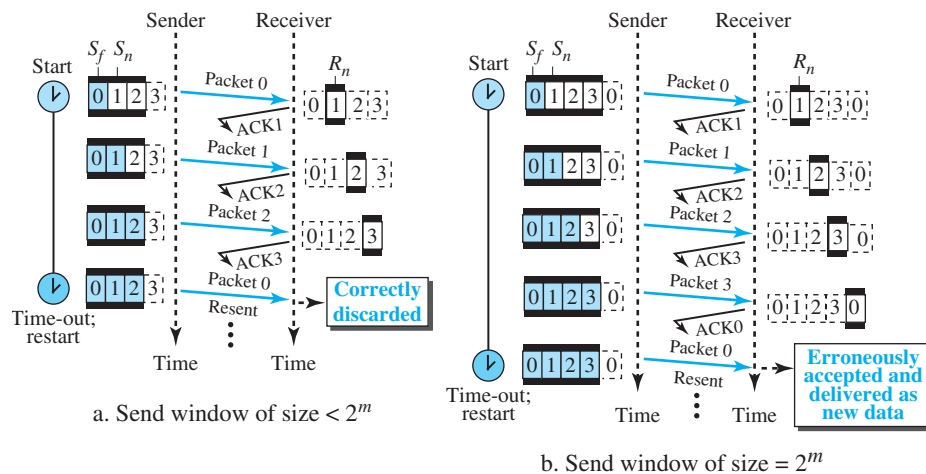 Sender Receiver
S_f S_n
Start
R_n
0 1 2 3
Packet 0
0 1 2 3
ACK1
0 1 2 3
Packet 1
0 1 2 3
ACK2
0 1 2 3
Packet 2
0 1 2 3
ACK3
0 1 2 3
Packet 0
Resent
Correctly
discarded
Time-out;
restart
Time Time
a. Send window of size < 2^m
Sender Receiver
S_f S_n
Start
R_n
0 1 2 3 0
Packet 0
0 1 2 3 0
ACK1
0 1 2 3 0
Packet 1
0 1 2 3 0
ACK2
0 1 2 3 0
Packet 2
0 1 2 3 0
ACK3
0 1 2 3 0
Packet 3
0 1 2 3 0
ACK0
0 1 2 3 0
Packet 0
Resent
Erroneously
accepted and
delivered as
new data
Time-out;
restart
Time Time
b. Send window of size = 2^m